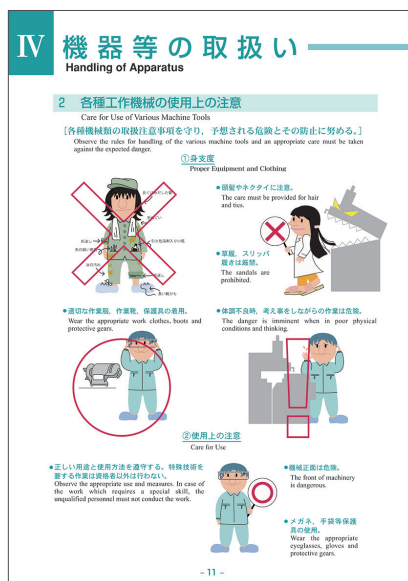 Ⅳ 機器等の取扱い
Handling of Apparatus
2 各種工作機械の使用上の注意
Care for Use of Various Machine Tools
[各種機械類の取扱注意事項を守り，予想される危険とその防止に努める。]
Observe the rules for handling of the various machine tools and an appropriate care must be taken
against the expected danger.
①身支度
Proper Equipment and Clothing
●頭髪やネクタイに注意。
The care must be provided for hair
and ties.
●草履，スリッパ
履きは厳禁。
The sandals are
prohibited.
●適切な作業服，作業靴，保護具の着用。
Wear the appropriate work clothes, boots and
protective gears.
●体調不良時，考え事をしながらの作業は危険。
The danger is imminent when in poor physical
conditions and thinking.
②使用上の注意
Care for Use
●正しい用途と使用方法を遵守する。特殊技術を
要する作業は資格者以外は行わない。
Observe the appropriate use and measures. In case of
the work which requires a special skill, the
unqualified personnel must not conduct the work.
●機械正面は危険。
The front of machinery
is dangerous.
●メガネ，手袋等保護
具の使用。
Wear the appropriate
eyeglasses, gloves and
protective gears.
– 11 –